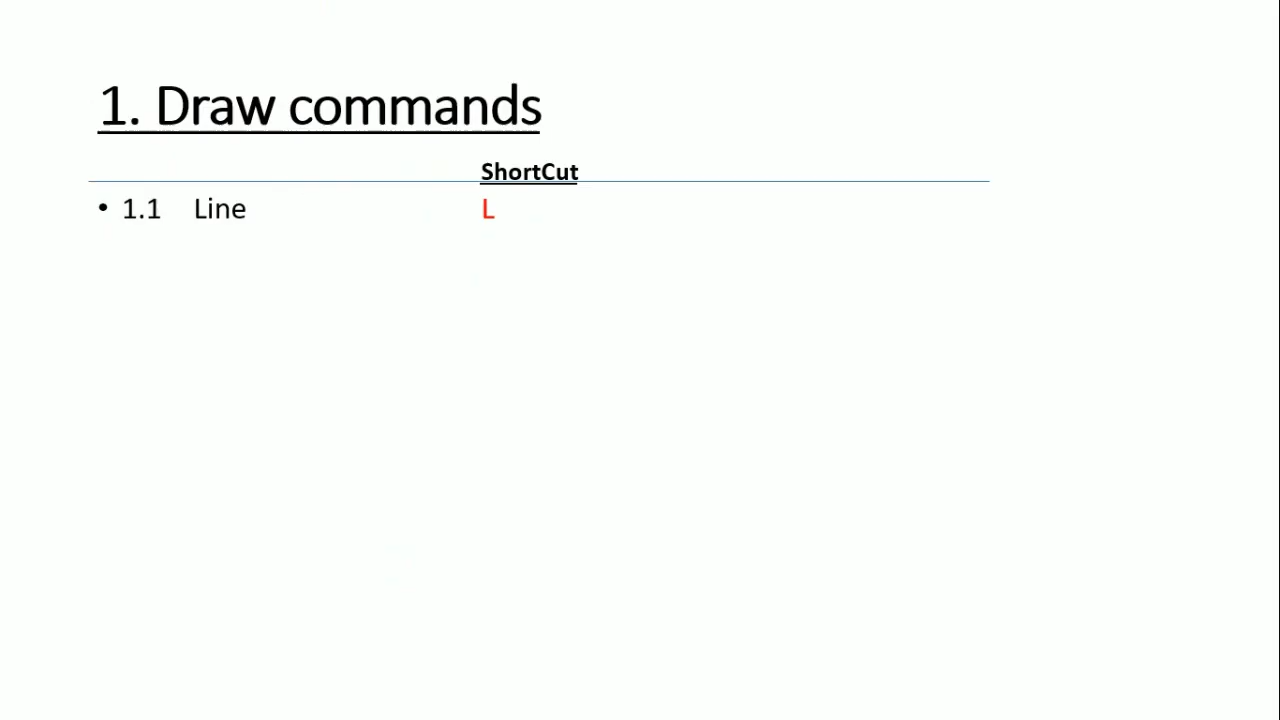 1. Draw commands
ShortCut
• 1.1 Line L